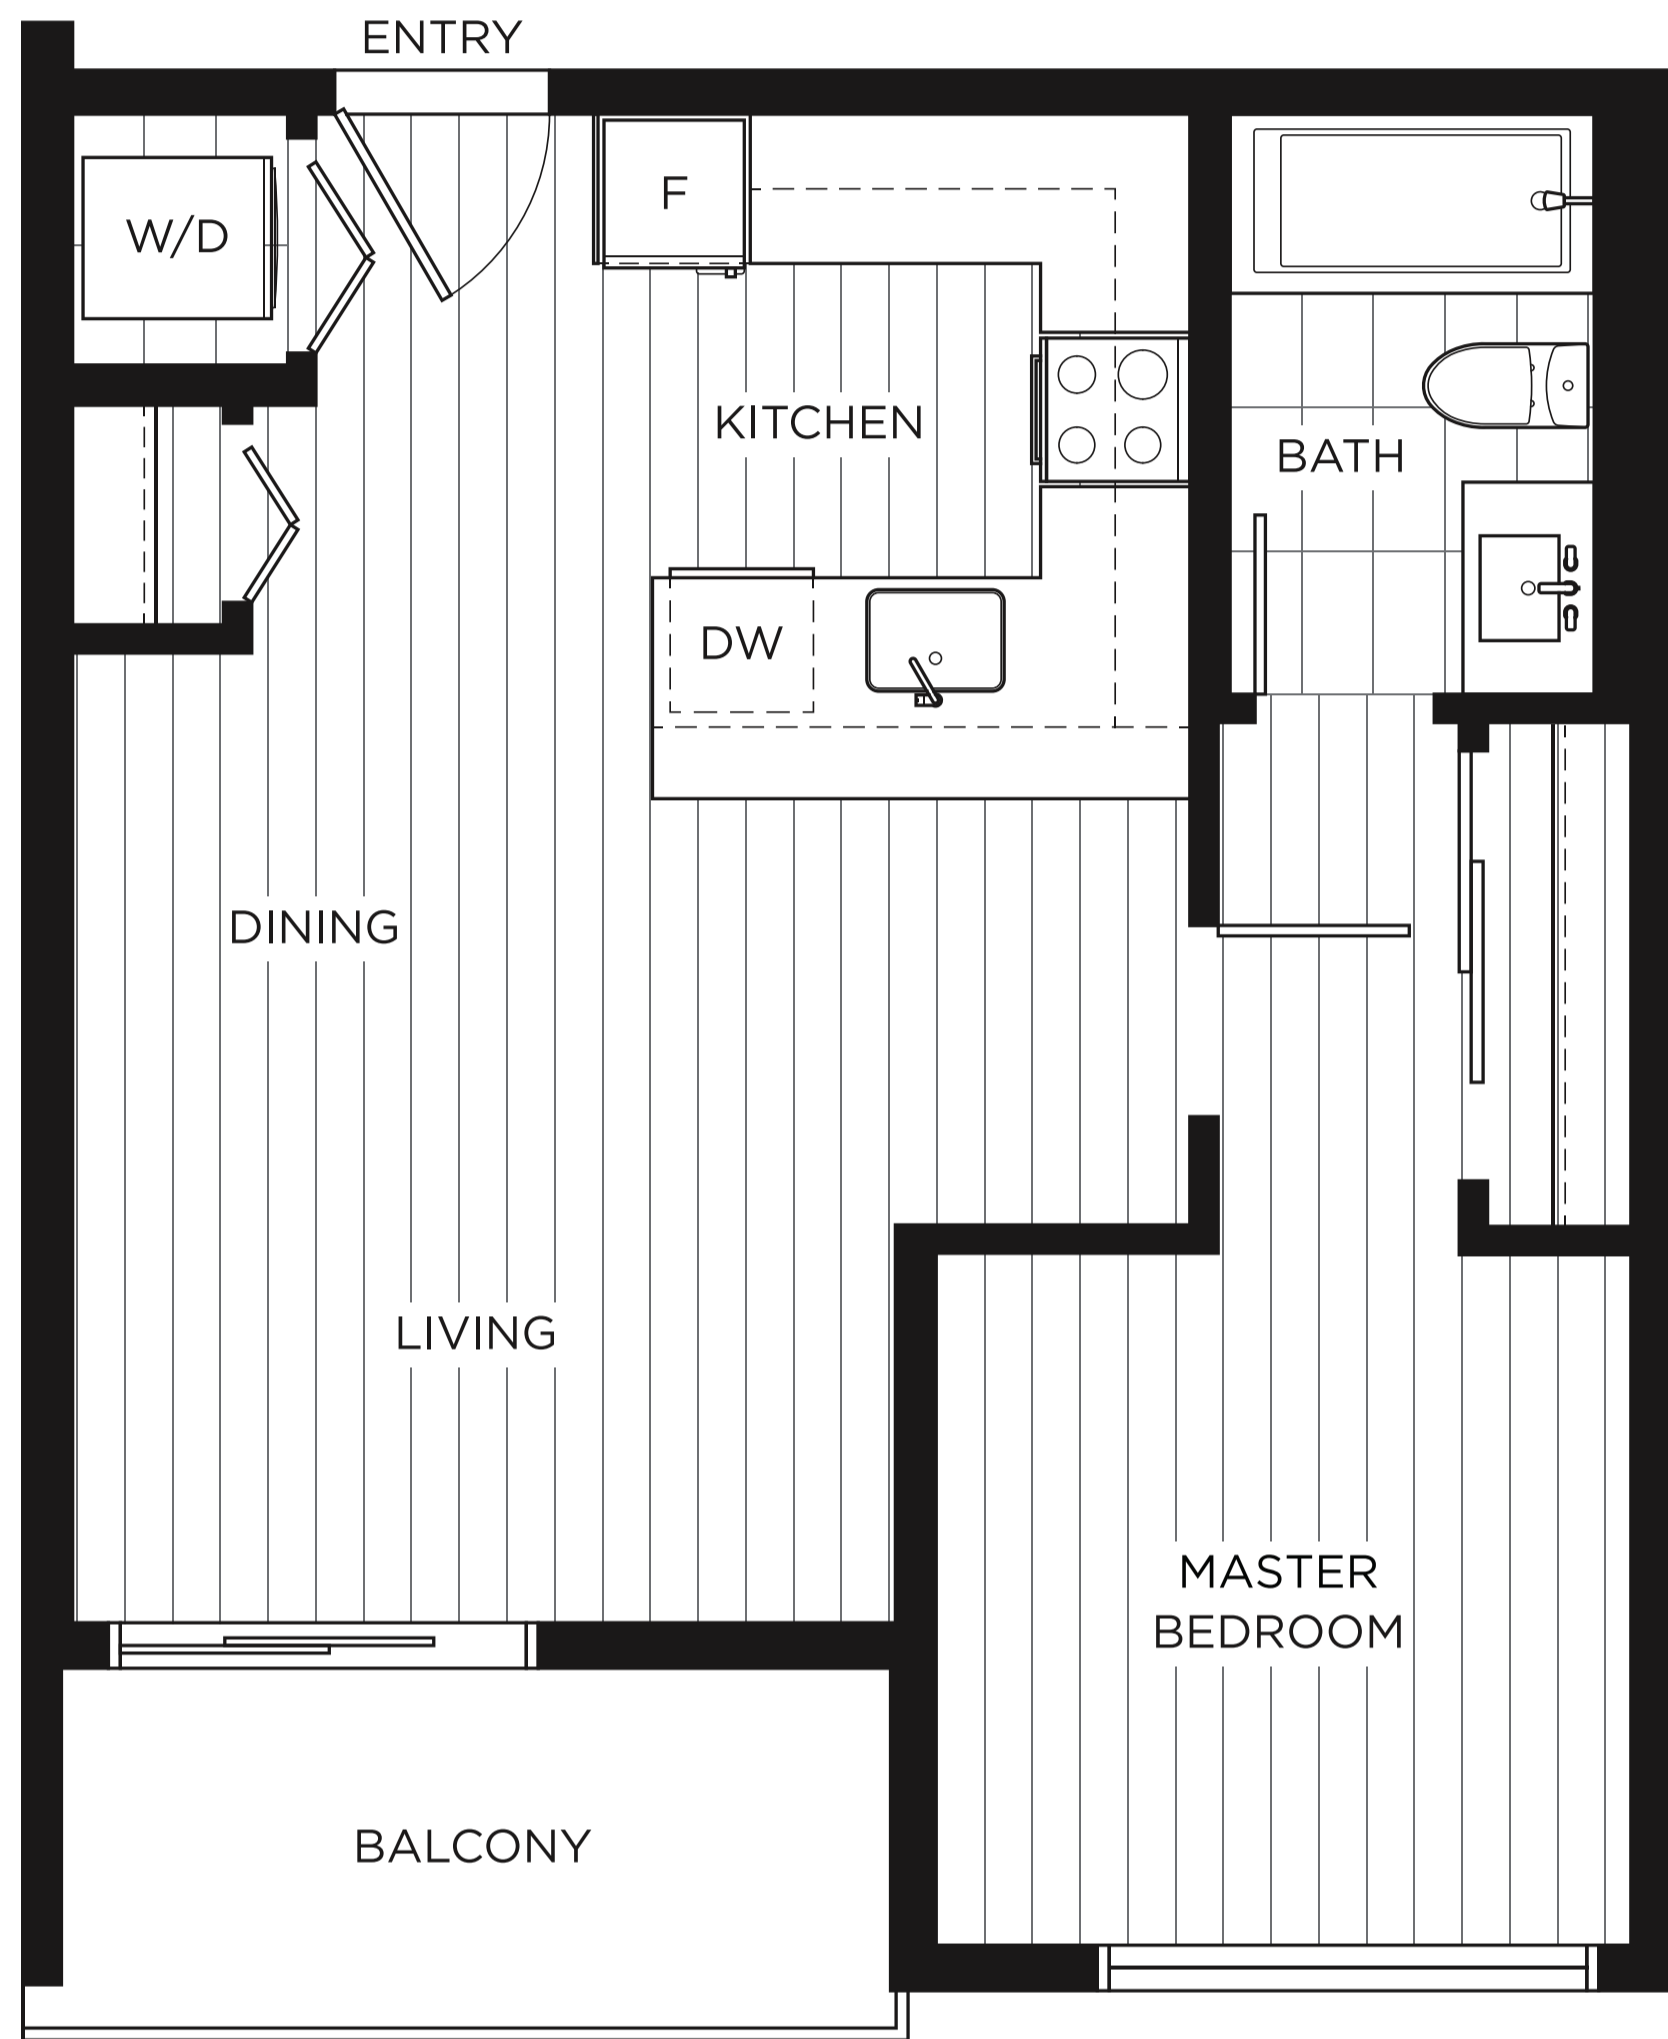 ENTRY
F
W/D
KITCHEN
BATH
DW
DINING
LIVING
MASTER
BEDROOM
BALCONY